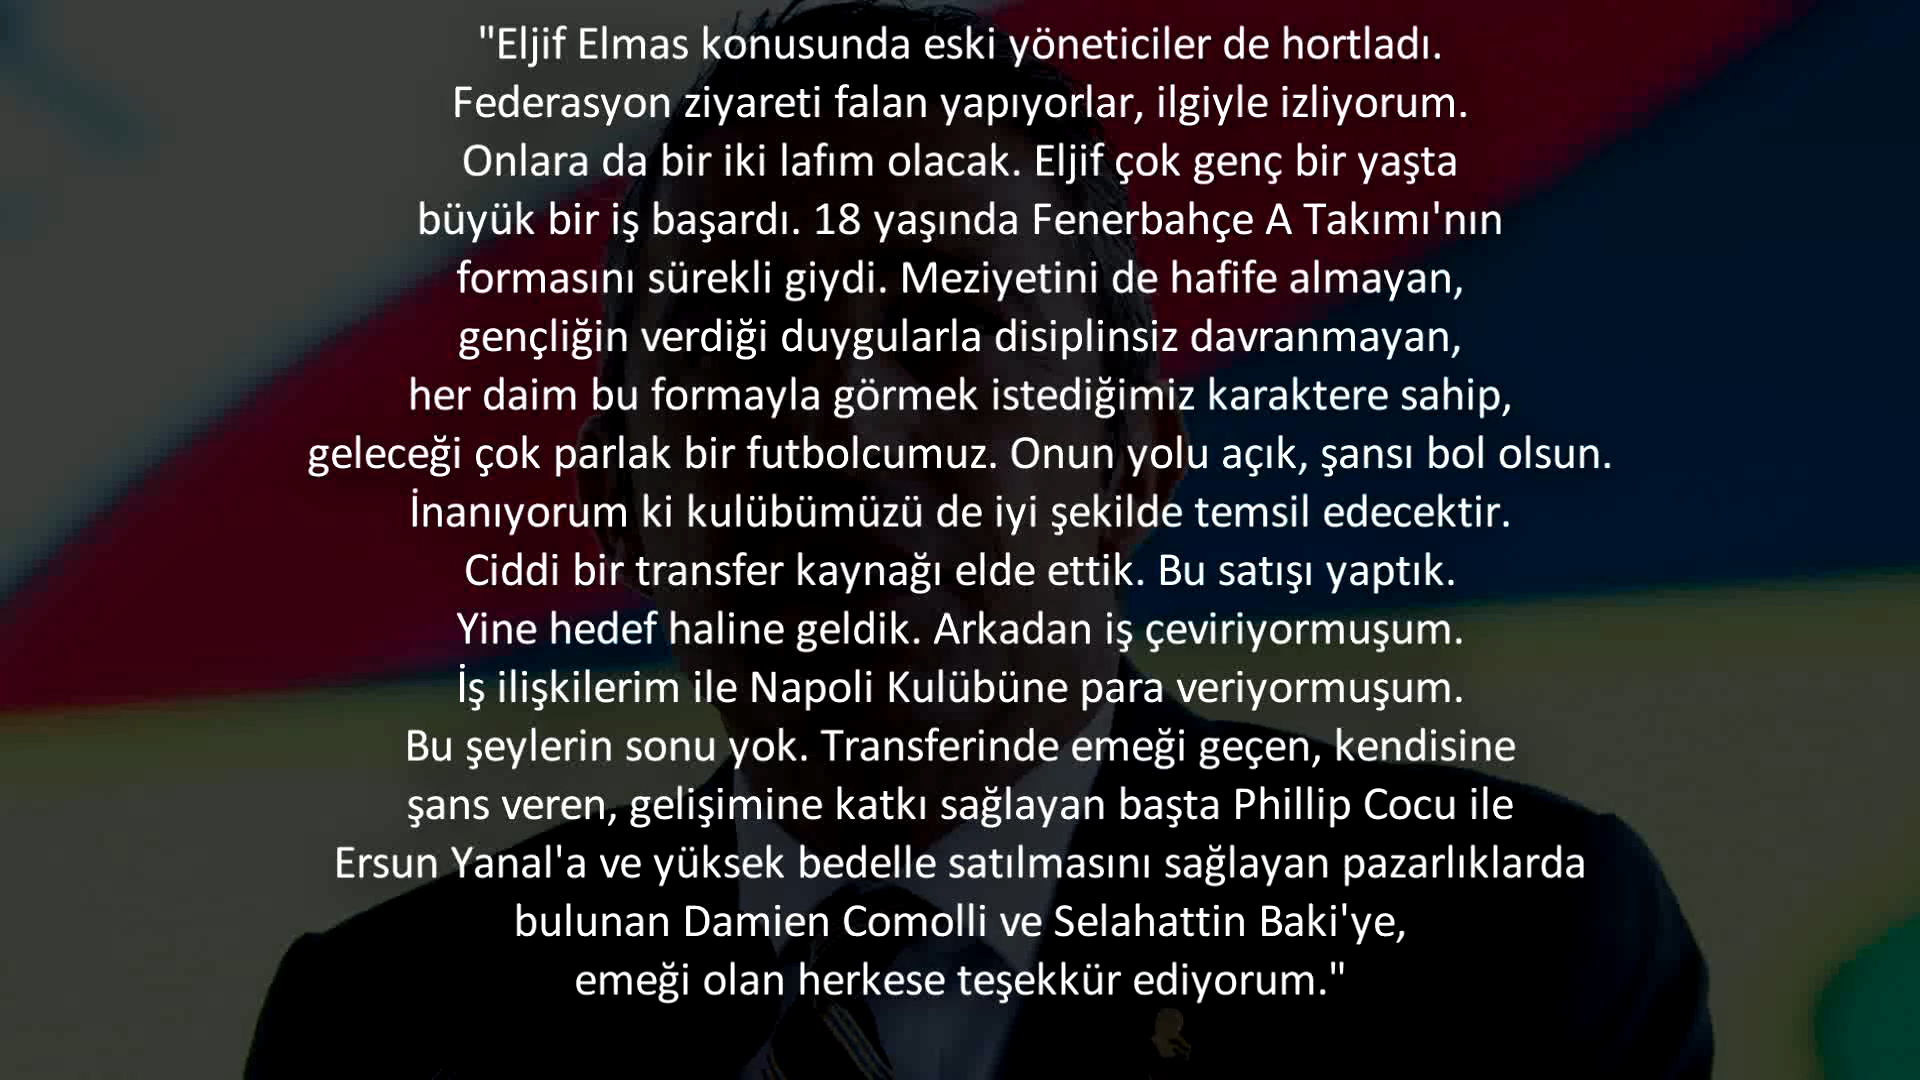 "Eljif Elmas konusunda eski yöneticiler de hortladı.
Federasyon ziyareti falan yapıyorlar, ilgiyle izliyorum.
Onlara da bir iki lafım olacak. Eljif çok genç bir yaşta
büyük bir iş başardı. 18 yaşında Fenerbahçe A Takımı'nın
formasını sürekli giydi. Meziyetini de hafife almayan,
gençliğin verdiği duygularla disiplinsiz davranmayan,
her daim bu formayla görmek istediğimiz karaktere sahip,
geleceği çok parlak bir futbolcumuz. Onun yolu açık, şansı bol olsun.
İnanıyorum ki kulübümüzü de iyi şekilde temsil edecektir.
Ciddi bir transfer kaynağı elde ettik. Bu satışı yaptık.
Yine hedef haline geldik. Arkadan iş çeviriyormuşum.
İş ilişkilerim ile Napoli Kulübüne para veriyormuşum.
Bu şeylerin sonu yok. Transferinde emeği geçen, kendisine
şans veren, gelişimine katkı sağlayan başta Phillip Cocu ile
Ersun Yanal'a ve yüksek bedelle satılmasını sağlayan pazarlıklarda
bulunan Damien Comolli ve Selahattin Baki'ye,
emeği olan herkese teşekkür ediyorum."